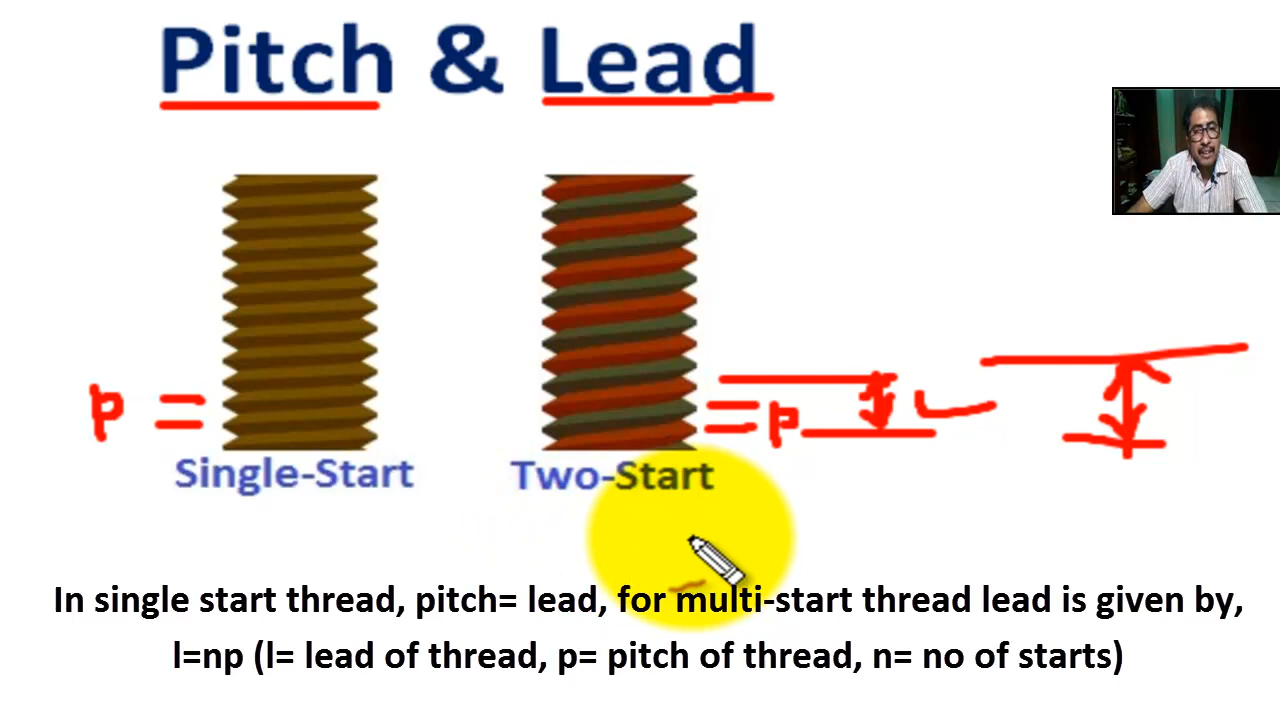 Pitch & Lead
p = = p L
Single-Start Two-Start
In single start thread, pitch= lead, for multi-start thread lead is given by,
l=np (l= lead of thread, p= pitch of thread, n= no of starts)